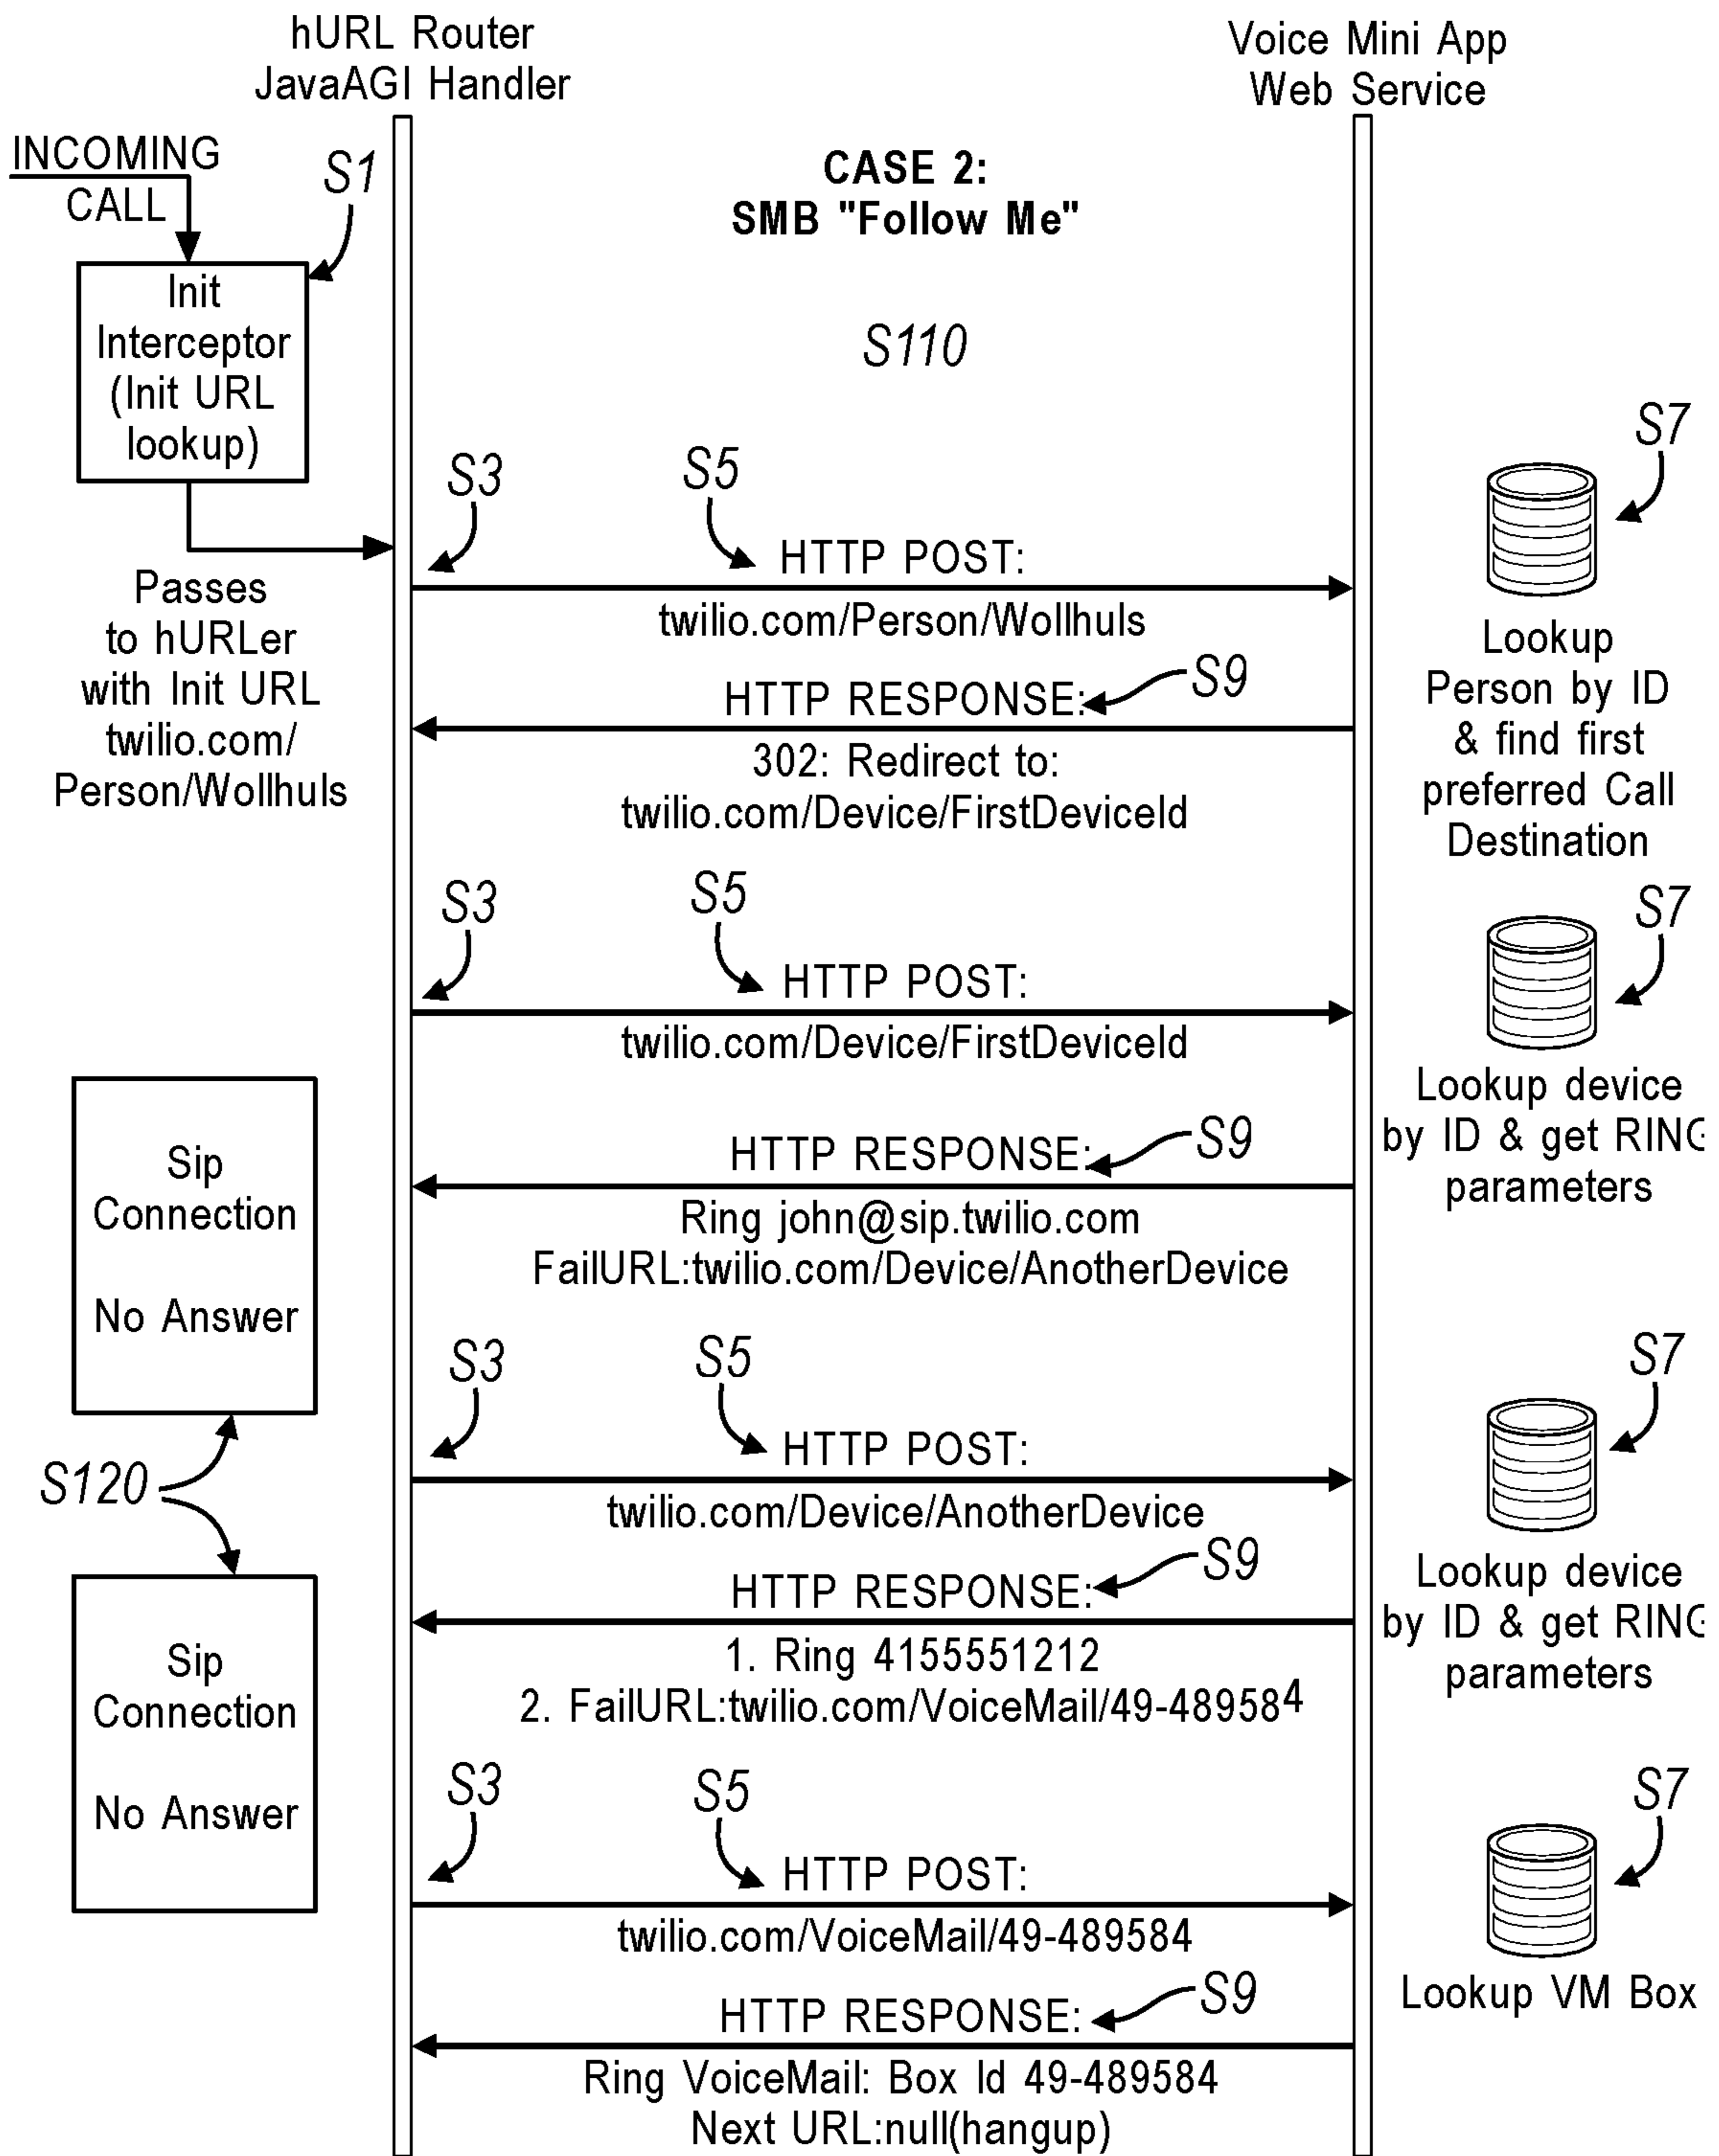 hURL Router
JavaAGI Handler
Voice Mini App
Web Service
INCOMING
CALL
S1
CASE 2:
SMB "Follow Me"
Init
Interceptor
(Init URL
lookup)
S110
S7
S3
S5
HTTP POST:
twilio.com/Person/Wollhuls
Passes
to hURLer
with Init URL
twilio.com/
Person/Wollhuls
Lookup
Person by ID
& find first
preferred Call
Destination
HTTP RESPONSE:
S9
302: Redirect to:
twilio.com/Device/FirstDeviceId
S3
S5
S7
HTTP POST:
twilio.com/Device/FirstDeviceId
Lookup device
by ID & get RING
parameters
Sip
Connection
No Answer
HTTP RESPONSE:
S9
Ring john@sip.twilio.com
FailURL:twilio.com/Device/AnotherDevice
S3
S5
S7
HTTP POST:
twilio.com/Device/AnotherDevice
S120
HTTP RESPONSE:
S9
Lookup device
by ID & get RING
parameters
1. Ring 4155551212
2. FailURL:twilio.com/VoiceMail/49-489584
Sip
Connection
No Answer
S3
S5
S7
HTTP POST:
twilio.com/VoiceMail/49-489584
Lookup VM Box
HTTP RESPONSE:
S9
Ring VoiceMail: Box Id 49-489584
Next URL:null(hangup)